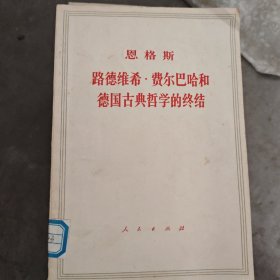 恩格斯
路德维希·费尔巴哈和
德国古典哲学的终结
人民出版社